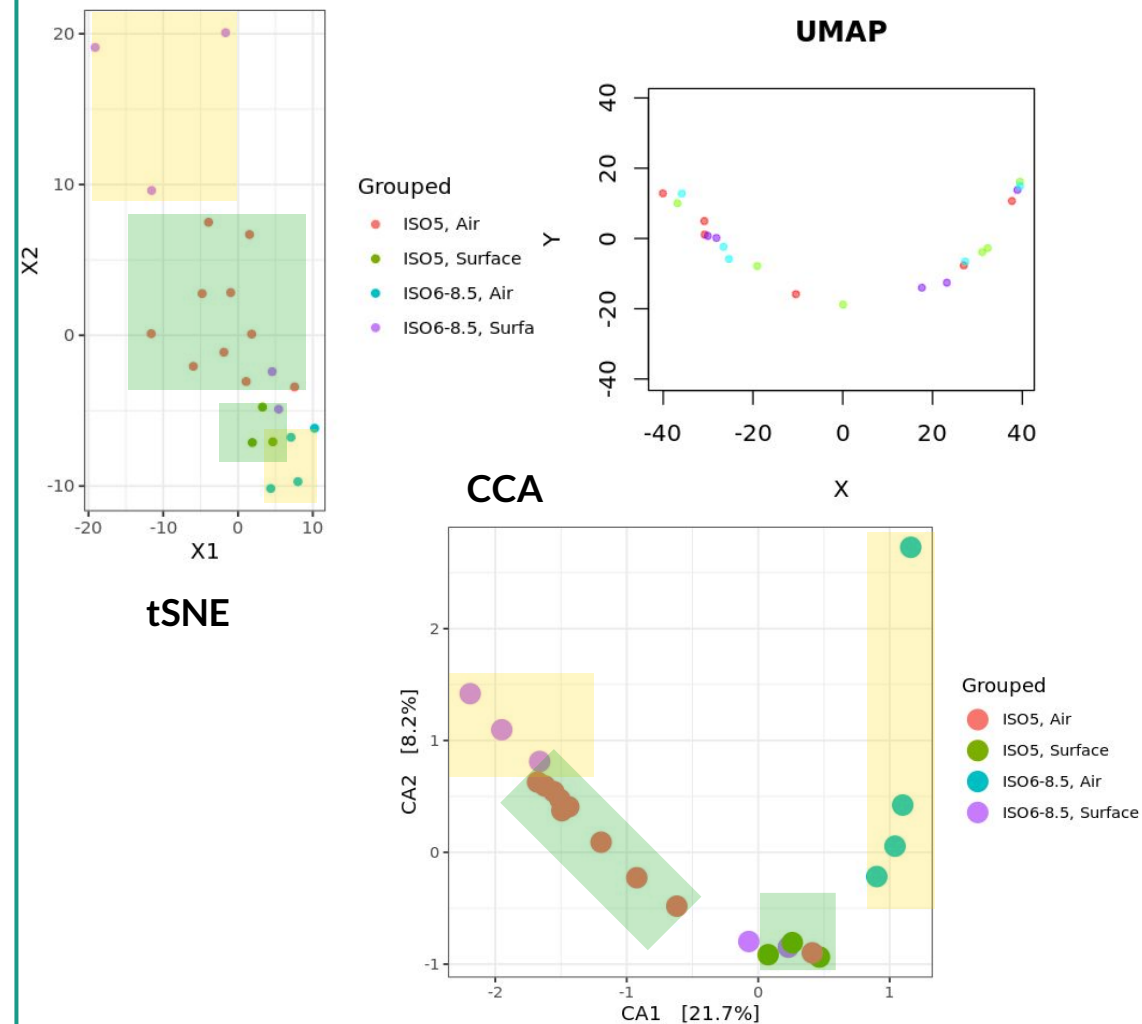 20
10
0
-10
X2
-20 -10 0 10
X1
tSNE
Grouped
ISO5, Air
ISO5, Surface
ISO6-8.5, Air
ISO6-8.5, Surfa
UMAP
40
20
0
-20
-40
Y
-40 -20 0 20 40
X
CCA
2
1
0
-1
CA2 [8.2%]
-2 -1 0 1
CA1 [21.7%]
Grouped
ISO5, Air
ISO5, Surface
ISO6-8.5, Air
ISO6-8.5, Surface